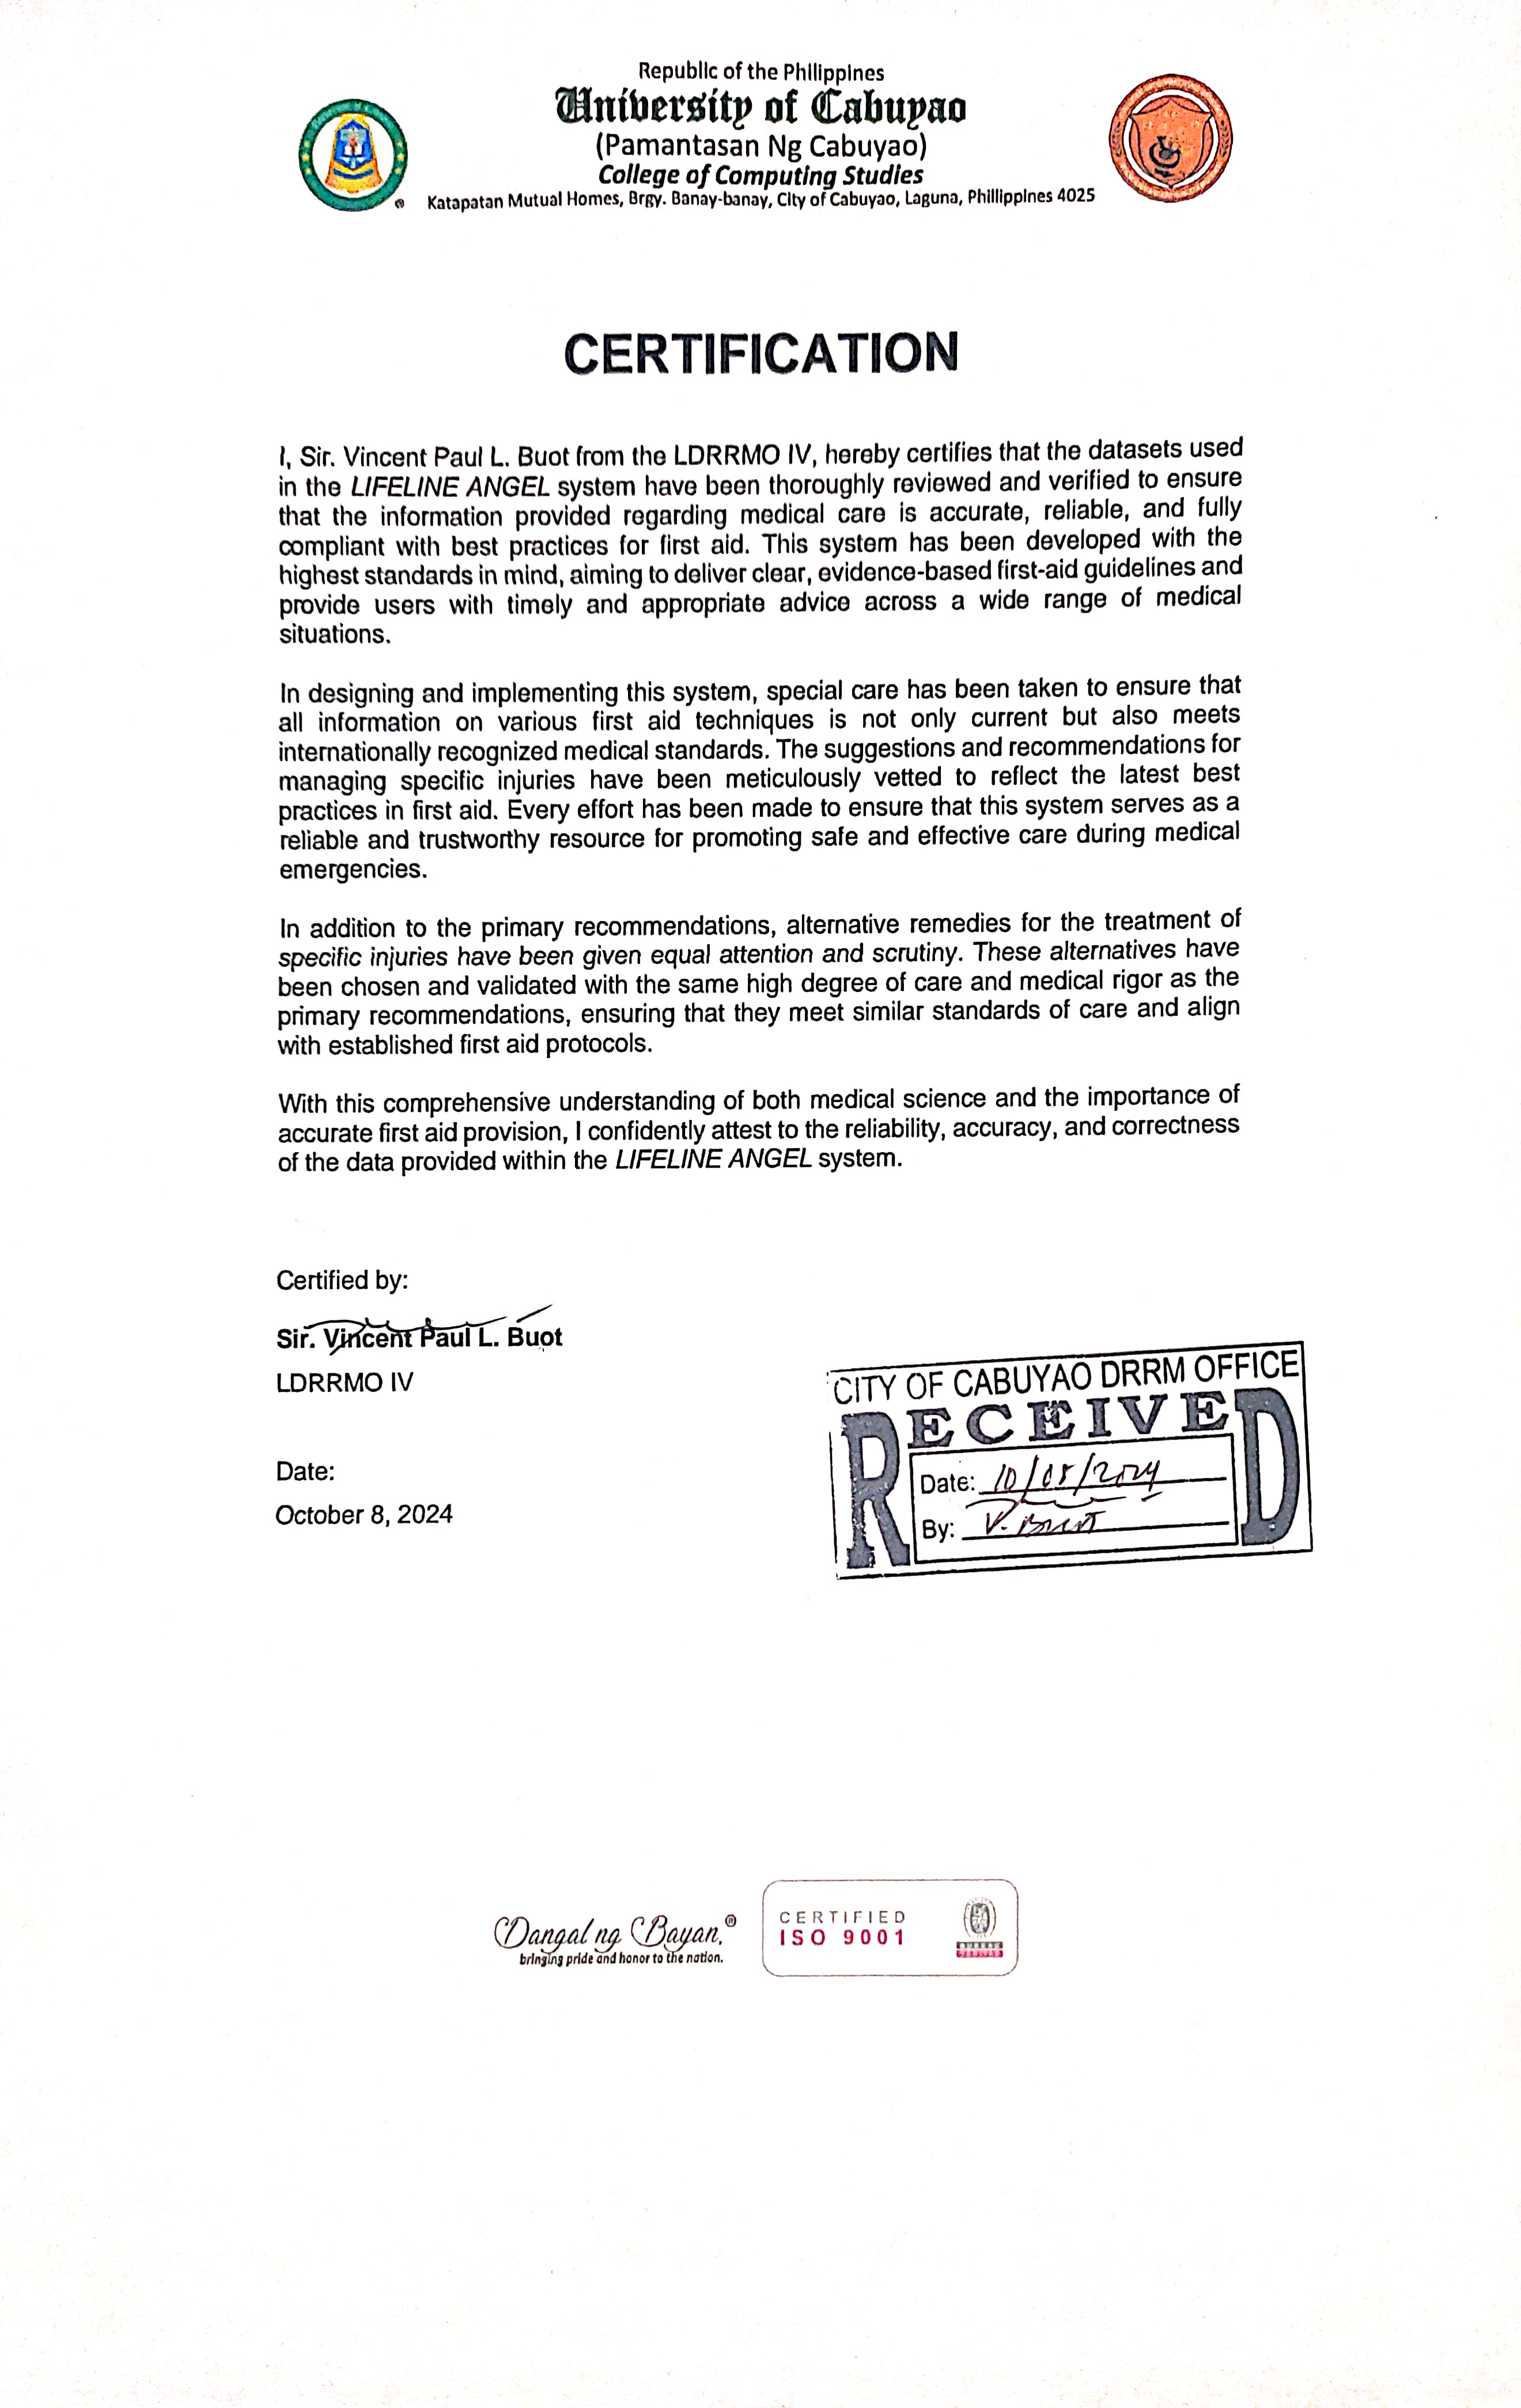 Republic of the Philippines
University of Cabuyao
(Pamantasan Ng Cabuyao)
College of Computing Studies
Katapatan Mutual Homes, Brgy. Banay-banay, City of Cabuyao, Laguna, Phillippines 4025
CERTIFICATION
I, Sir. Vincent Paul L. Buot from the LDRRMO IV, hereby certifies that the datasets used
in the LIFELINE ANGEL system have been thoroughly reviewed and verified to ensure
that the information provided regarding medical care is accurate, reliable, and fully
compliant with best practices for first aid. This system has been developed with the
highest standards in mind, aiming to deliver clear, evidence-based first-aid guidelines and
provide users with timely and appropriate advice across a wide range of medical
situations.
In designing and implementing this system, special care has been taken to ensure that
all information on various first aid techniques is not only current but also meets
internationally recognized medical standards. The suggestions and recommendations for
managing specific injuries have been meticulously vetted to reflect the latest best
practices in first aid. Every effort has been made to ensure that this system serves as a
reliable and trustworthy resource for promoting safe and effective care during medical
emergencies.
In addition to the primary recommendations, alternative remedies for the treatment of
specific injuries have been given equal attention and scrutiny. These alternatives have
been chosen and validated with the same high degree of care and medical rigor as the
primary recommendations, ensuring that they meet similar standards of care and align
with established first aid protocols.
With this comprehensive understanding of both medical science and the importance of
accurate first aid provision, I confidently attest to the reliability, accuracy, and correctness
of the data provided within the LIFELINE ANGEL system.
Certified by:
Sir. Vincent Paul L. Buot
LDRRMO IV
Date:
October 8, 2024
CITY OF CABUYAO DRRM OFFICE
RECEIVED
Date: 10/08/2024
By: V. Buot
Dangal ng Bayan.®
bringing pride and honor to the nation.
CERTIFIED
ISO 9001
BUREAU
VERITAS